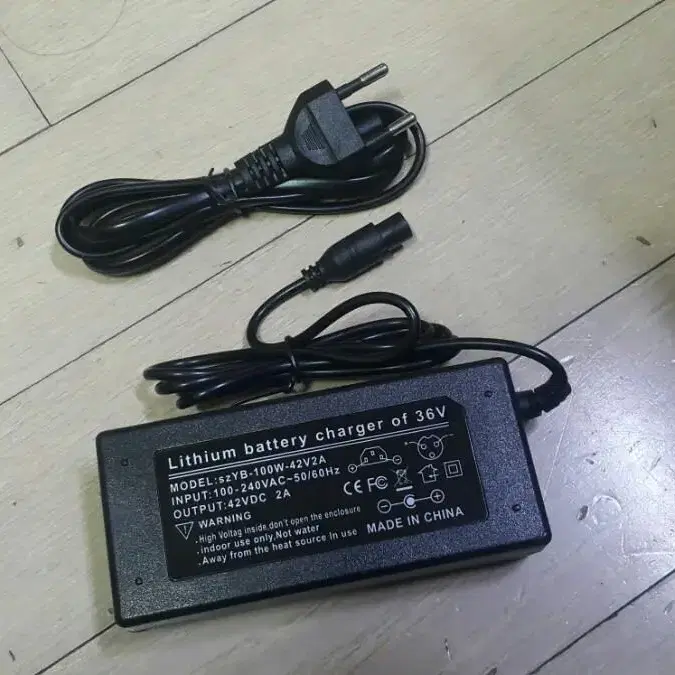 Lithium battery charger of 36V
MODEL:szYB-100W-42V2A
INPUT:100-240VAC~50/60Hz
OUTPUT:42VDC 2A
WARNING
.High Voltag inside,don't open the enclosure
.indoor use only,Not water
.Away from the heat source In use
CE FC
MADE IN CHINA